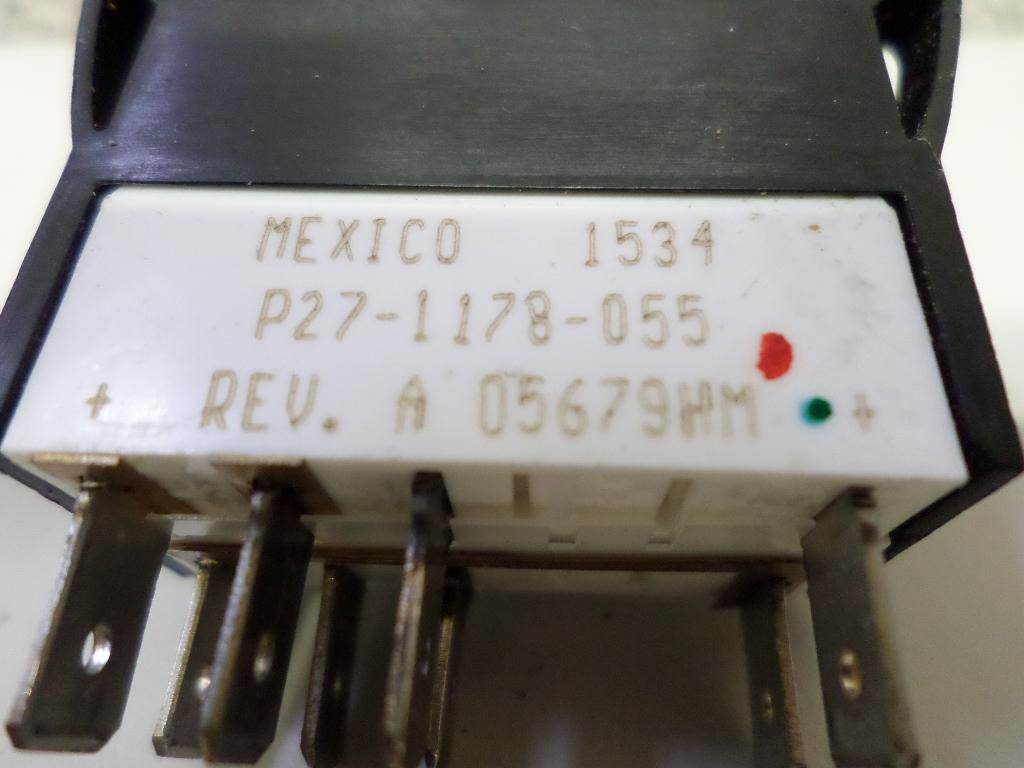 MEXICO 1534
P27-1178-055
+ REV. A 05679HM +